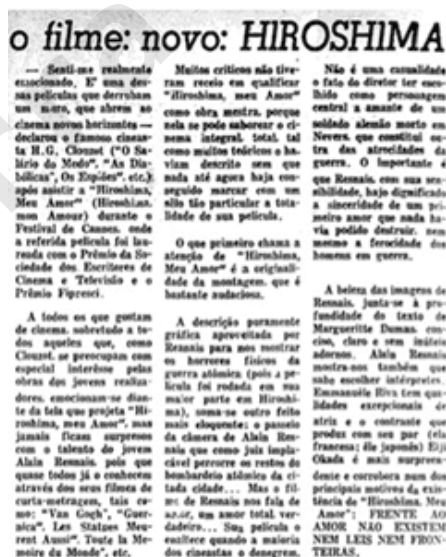 o filme: novo: HIROSHIMA
— Senti-me realmente
emocionado. E' uma des-
sas películas que derrubam
um muro, que abrem ao
cinema novos horizontes —
declarou o famoso cineas-
ta H.G. Clouzot ("O Sa-
lário do Medo", "As Dia-
bólicas", Os Espiões", etc.)
após assistir a "Hiroshima,
Meu Amor" (Hiroshima,
mon Amour) durante o
Festival de Cannes, onde
a referida película foi lau-
reada com o Prêmio da So-
ciedade dos Escritores de
Cinema e Televisão e o
Prêmio Fipresci.
A todos os que gostam
de cinema, sobretudo a to-
dos aqueles que, como
Clouzot, se preocupam com
especial interêsse pelas
obras dos jovens realiza-
dores, emocionam-se dian-
te da tela que projeta "Hi-
roshima, meu Amor", mas
jamais ficam surpresos
com o talento do jovem
Alain Resnais, pois que
quase todos já o conhecem
através dos seus filmes de
curta-metragem, tais co-
mo: "Van Gogh", "Guer-
nica", Les Statues Meu-
rent Aussi", Toute la Me-
moire du Monde", etc.
Muitos críticos não tive-
ram receio em qualificar
"Hiroshima, meu Amor"
como obra mestra, porque
nela se pode saborear o ci-
nema integral, total, tal
como muitos teóricos o ha-
viam descrito sem que
nada até agora haja con-
seguido marcar com um
sêlo tão particular a tota-
lidade de sua película.
O que primeiro chama a
atenção de "Hiroshima,
Meu Amor" é a originali-
dade da montagem, que é
bastante audaciosa.
A descrição puramente
gráfica aproveitada por
Resnais para nos mostrar
os horrores físicos da
guerra atômica (pois a pe-
lícula foi rodada em sua
maior parte em Hiroshi-
ma), soma-se outro feito
mais eloquente: o passeio
da câmera de Alain Res-
nais que como juiz impla-
cável percorre os restos do
bombardeio atômico da ci-
tada cidade... Mas o fil-
me de Resnais nos fala de
amor, um amor total, ver-
dadeiro... Sua película o
enaltece quando a maioria
dos cineastas o denegrem.
Não é uma casualidade
o fato do diretor ter esco-
lhido como personagem
central a amante de um
soldado alemão morto em
Nevers, que constitui ou-
tra das atrocidades da
guerra. O importante é
que Resnais, com sua sen-
sibilidade, haja dignificado
a sinceridade de um pri-
meiro amor que nada ha-
via podido destruir, nem
mesmo a ferocidade dos
homens em guerra.
A beleza das imagens de
Resnais, junta-se à pro-
fundidade do texto de
Margueritte Dumas, con-
ciso, claro e sem inúteis
adornos. Alain Resnais
mostra-nos também que
sabe escolher intérpretes.
Emmanuéle Riva tem qua-
lidades excepcionais de
atriz e o contraste que
produz com seu par (ela
francesa; êle japonês) Eiji
Okada é mais surpreen-
dente e corrobora num dos
principais motivos da exis-
tência de "Hiroshima, Meu
Amor"; FRENTE AO
AMOR NÃO EXISTEM
NEM LEIS NEM FRON-
TEIRAS.